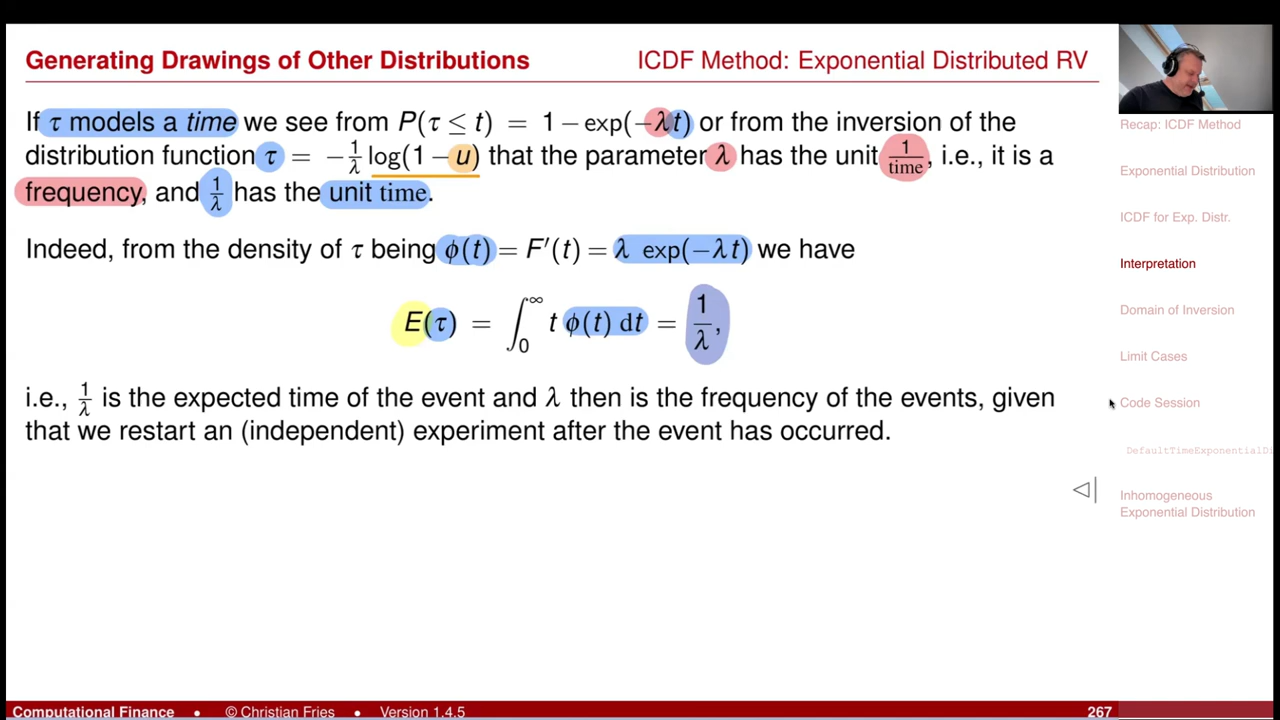 Generating Drawings of Other Distributions ICDF Method: Exponential Distributed RV
If τ models a time we see from P(τ ≤ t) = 1 − exp(−λt) or from the inversion of the
distribution function τ = −1/λ log(1 − u) that the parameter λ has the unit 1/time, i.e., it is a
frequency, and 1/λ has the unit time.
Indeed, from the density of τ being ϕ(t) = F′(t) = λ exp(−λt) we have
E(τ) = ∫₀^∞ t ϕ(t) dt = 1/λ,
i.e., 1/λ is the expected time of the event and λ then is the frequency of the events, given
that we restart an (independent) experiment after the event has occurred.
Recap: ICDF Method
Exponential Distribution
ICDF for Exp. Distr.
Interpretation
Domain of Inversion
Limit Cases
Code Session
DefaultTimeExponentialDi
Inhomogeneous
Exponential Distribution
Computational Finance • © Christian Fries • Version 1.4.5 267